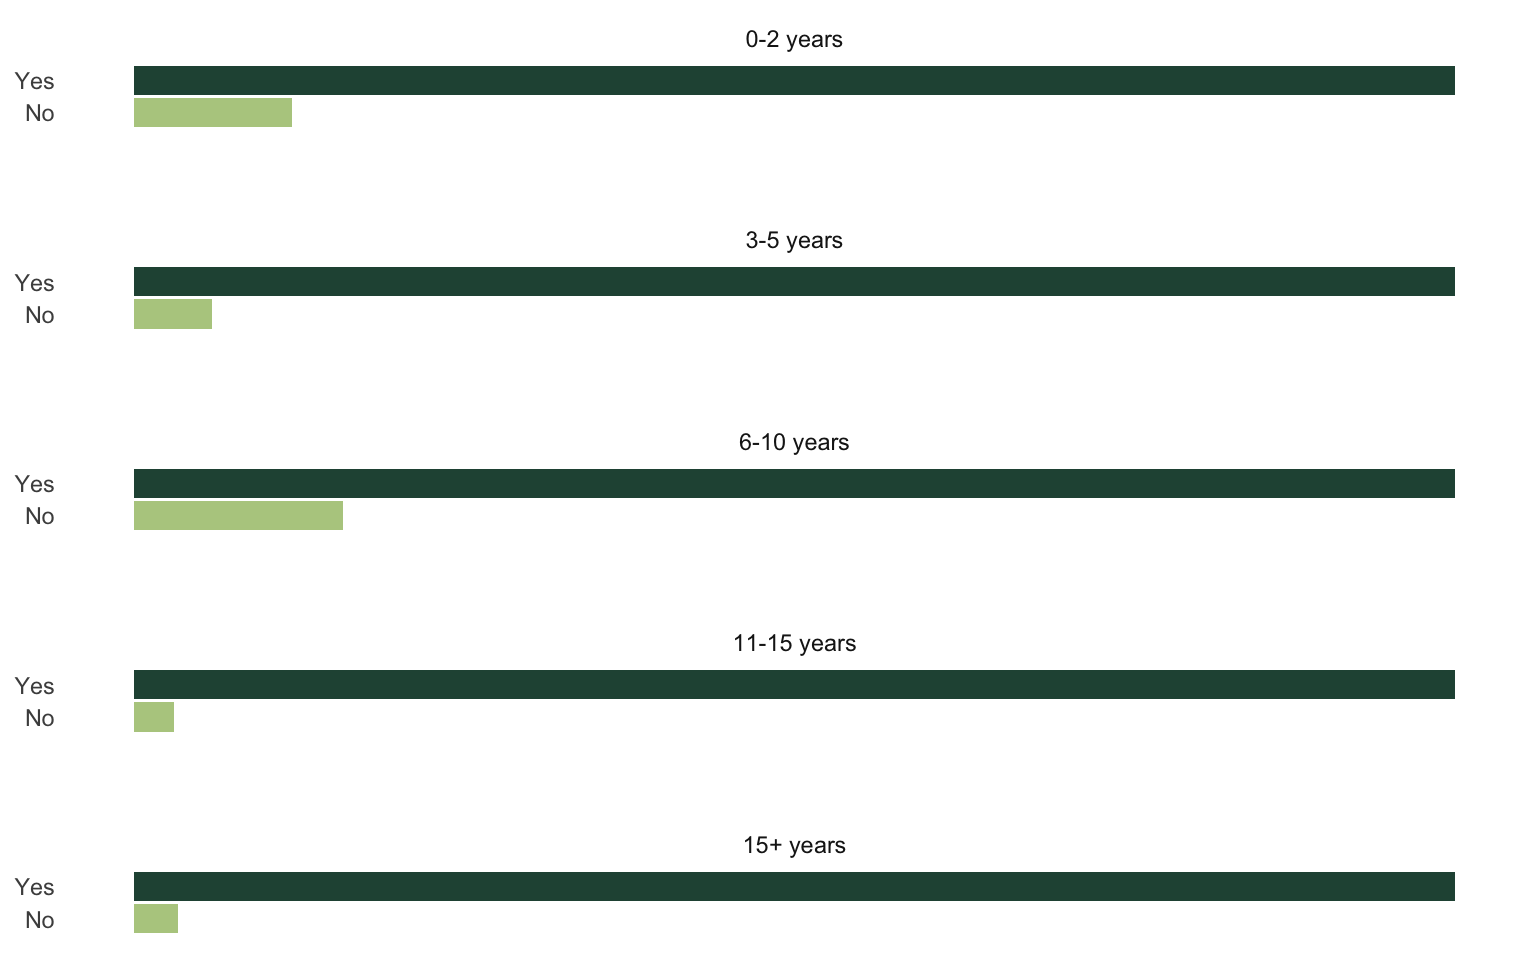 0-2 years
Yes
No
3-5 years
Yes
No
6-10 years
Yes
No
11-15 years
Yes
No
15+ years
Yes
No